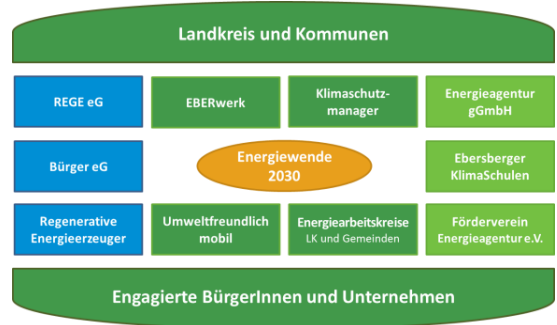 Landkreis und Kommunen
REGE eG
EBERwerk
Klimaschutz-
manager
Energieagentur
gGmbH
Bürger eG
Energiewende
2030
Ebersberger
KlimaSchulen
Regenerative
Energieerzeuger
Umweltfreundlich
mobil
Energiearbeitskreise
LK und Gemeinden
Förderverein
Energieagentur e.V.
Engagierte BürgerInnen und Unternehmen